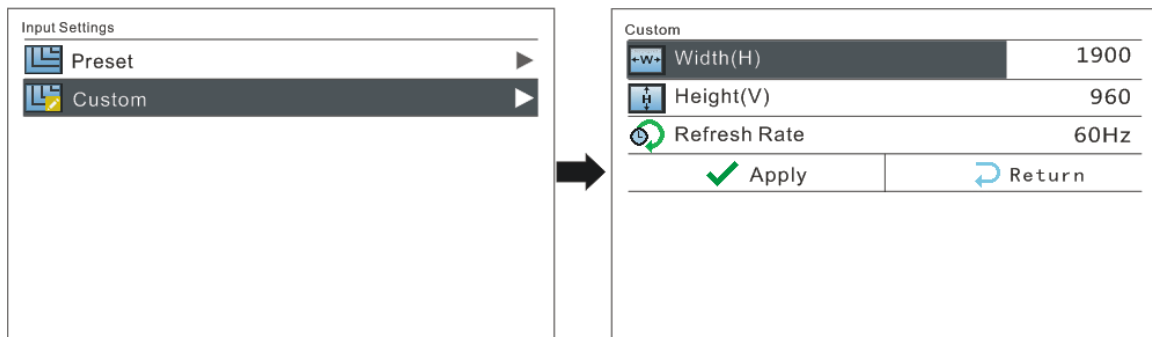 Input Settings
Preset
Custom
Custom
W
Width(H) 1900
H
Height(V) 960
Refresh Rate 60Hz
Apply Return